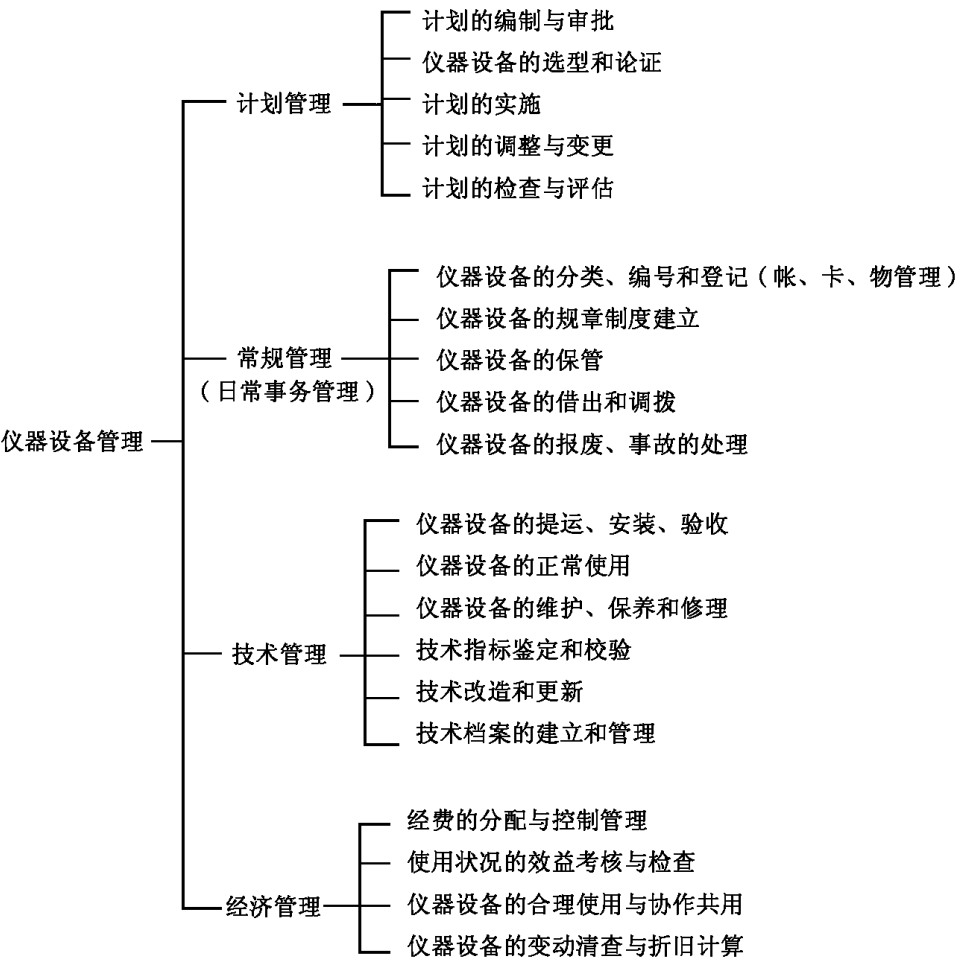 仪器设备管理
计划管理
计划的编制与审批
仪器设备的选型和论证
计划的实施
计划的调整与变更
计划的检查与评估
常规管理
（日常事务管理）
仪器设备的分类、编号和登记（帐、卡、物管理）
仪器设备的规章制度建立
仪器设备的保管
仪器设备的借出和调拨
仪器设备的报废、事故的处理
技术管理
仪器设备的提运、安装、验收
仪器设备的正常使用
仪器设备的维护、保养和修理
技术指标鉴定和校验
技术改造和更新
技术档案的建立和管理
经济管理
经费的分配与控制管理
使用状况的效益考核与检查
仪器设备的合理使用与协作共用
仪器设备的变动清查与折旧计算